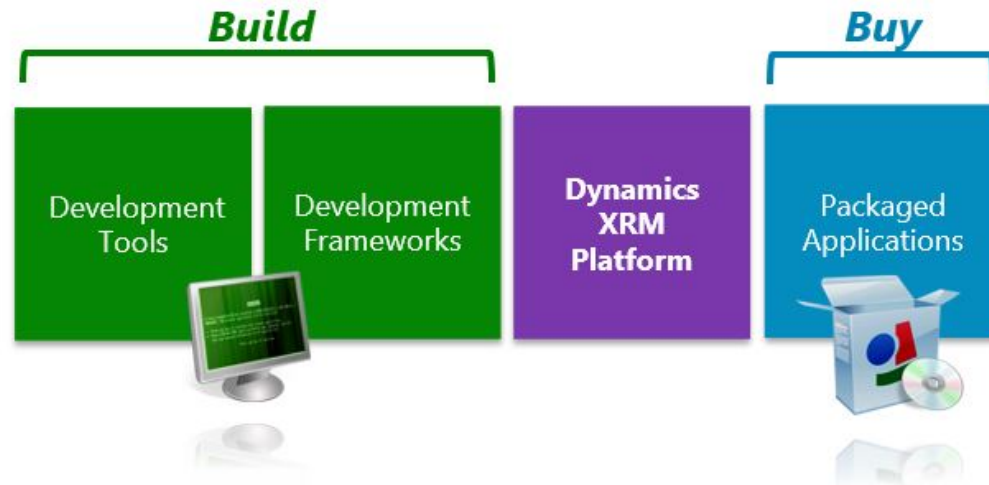 Build
Buy
Development
Tools
Development
Frameworks
Dynamics
XRM
Platform
Packaged
Applications